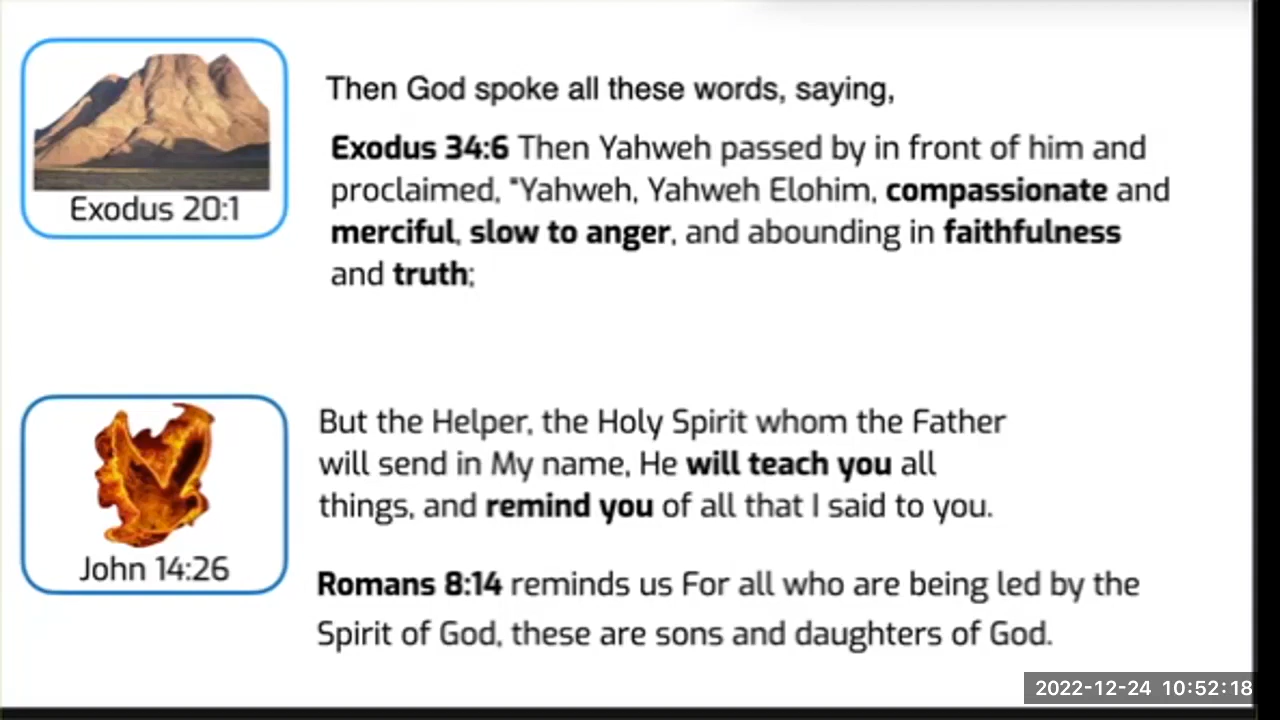 Then God spoke all these words, saying,
Exodus 34:6 Then Yahweh passed by in front of him and
proclaimed, "Yahweh, Yahweh Elohim, compassionate and
merciful, slow to anger, and abounding in faithfulness
and truth;
Exodus 20:1
But the Helper, the Holy Spirit whom the Father
will send in My name, He will teach you all
things, and remind you of all that I said to you.
John 14:26
Romans 8:14 reminds us For all who are being led by the
Spirit of God, these are sons and daughters of God.
2022-12-24 10:52:18